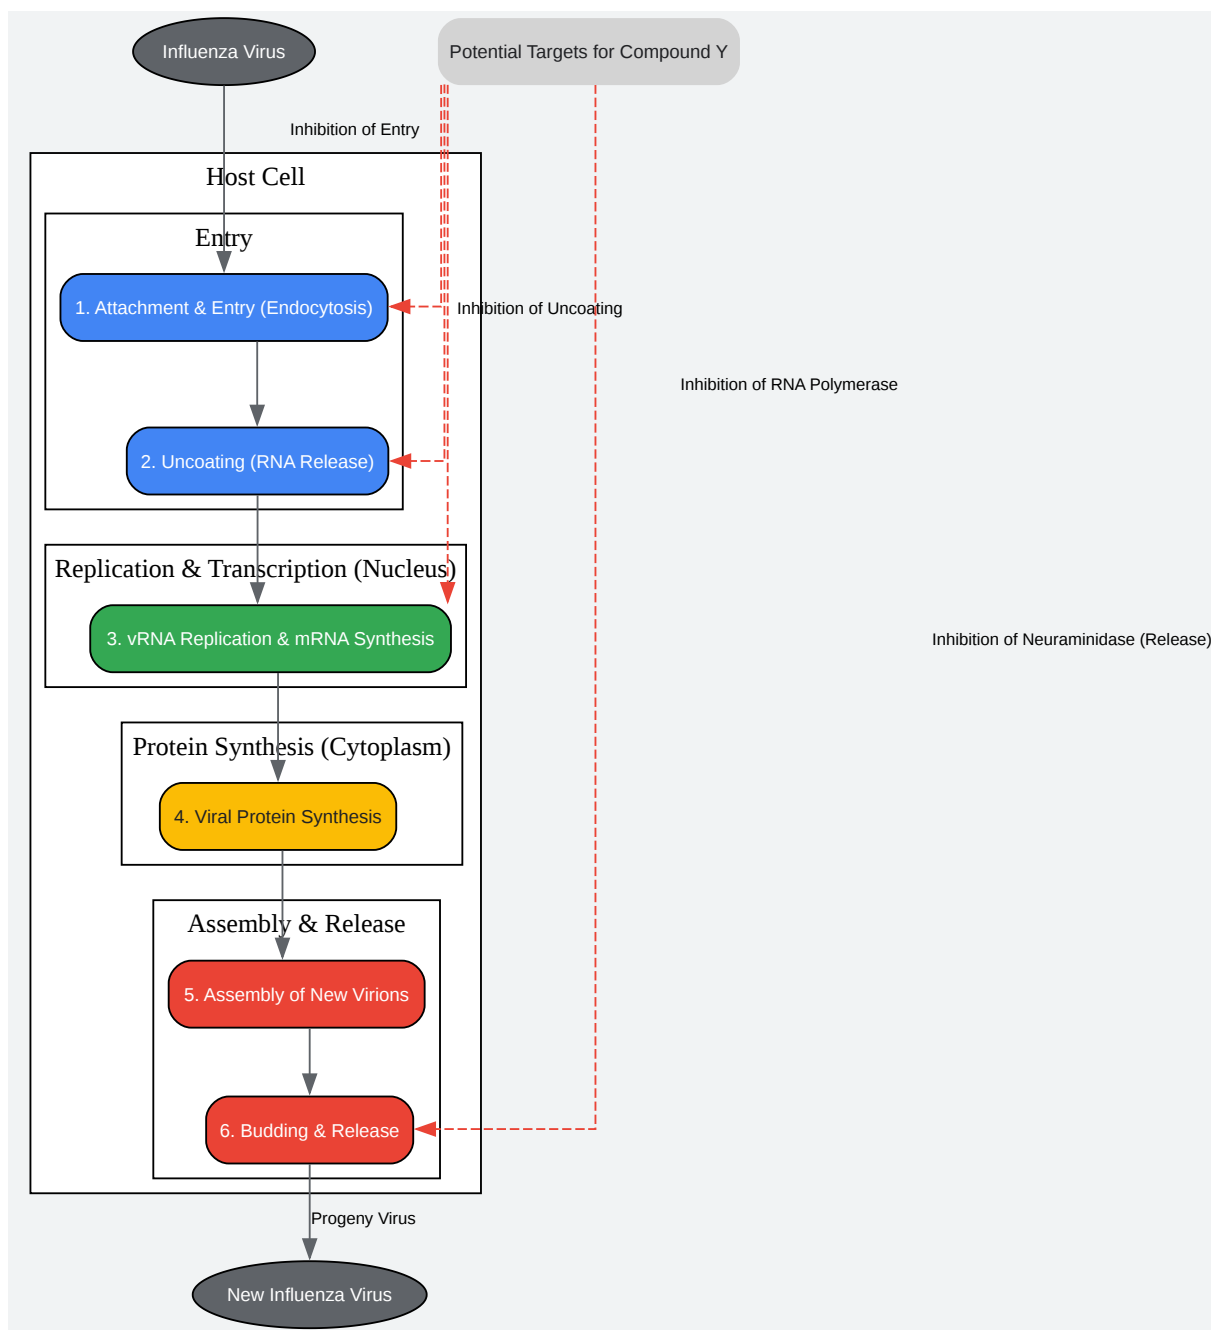 Influenza Virus
Potential Targets for Compound Y
Inhibition of Entry
Host Cell
Entry
1. Attachment & Entry (Endocytosis)
Inhibition of Uncoating
Inhibition of RNA Polymerase
2. Uncoating (RNA Release)
Replication & Transcription (Nucleus)
3. vRNA Replication & mRNA Synthesis
Inhibition of Neuraminidase (Release)
Protein Synthesis (Cytoplasm)
4. Viral Protein Synthesis
Assembly & Release
5. Assembly of New Virions
6. Budding & Release
Progeny Virus
New Influenza Virus